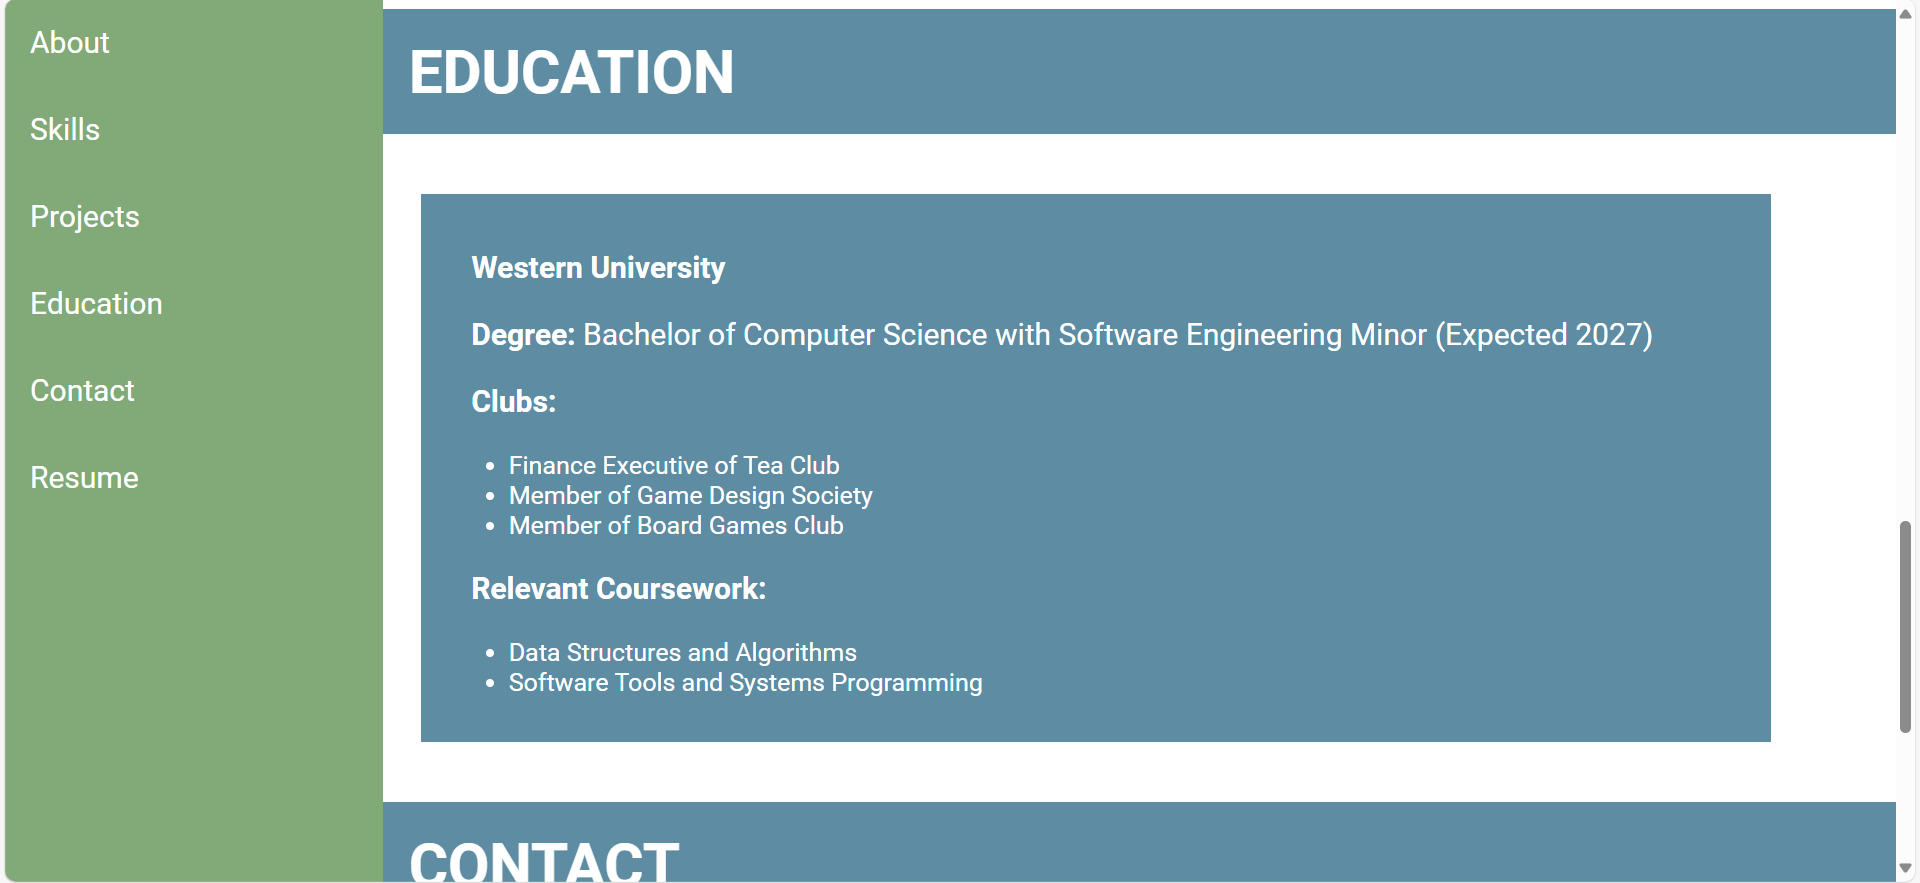 About
Skills
Projects
Education
Contact
Resume
EDUCATION
Western University
Degree: Bachelor of Computer Science with Software Engineering Minor (Expected 2027)
Clubs:
Finance Executive of Tea Club
Member of Game Design Society
Member of Board Games Club
Relevant Coursework:
Data Structures and Algorithms
Software Tools and Systems Programming
CONTACT